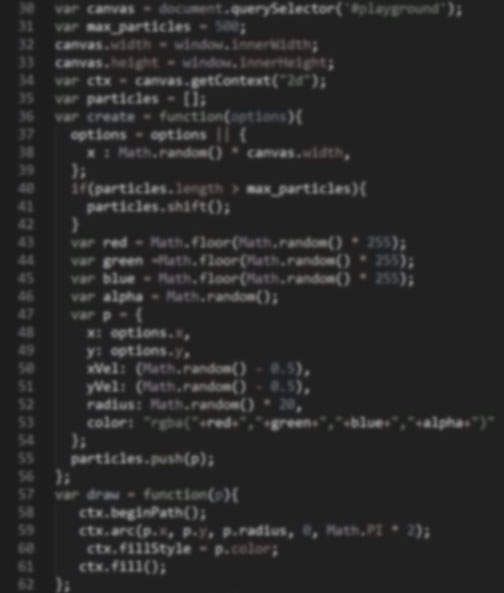 30 var canvas = document.querySelector('#playground');
31 var max_particles = 500;
32 canvas.width = window.innerWidth;
33 canvas.height = window.innerHeight;
34 var ctx = canvas.getContext("2d");
35 var particles = [];
36 var create = function(options){
37 options = options || {
38 x : Math.random() * canvas.width,
39 };
40 if(particles.length > max_particles){
41 particles.shift();
42 }
43 var red = Math.floor(Math.random() * 255);
44 var green =Math.floor(Math.random() * 255);
45 var blue = Math.floor(Math.random() * 255);
46 var alpha = Math.random();
47 var p = {
48 x: options.x,
49 y: options.y,
50 xVel: (Math.random() - 0.5),
51 yVel: (Math.random() - 0.5),
52 radius: Math.random() * 20,
53 color: "rgba("+red+","+green+","+blue+","+alpha+")"
54 };
55 particles.push(p);
56 };
57 var draw = function(p){
58 ctx.beginPath();
59 ctx.arc(p.x, p.y, p.radius, 0, Math.PI * 2);
60 ctx.fillStyle = p.color;
61 ctx.fill();
62 };